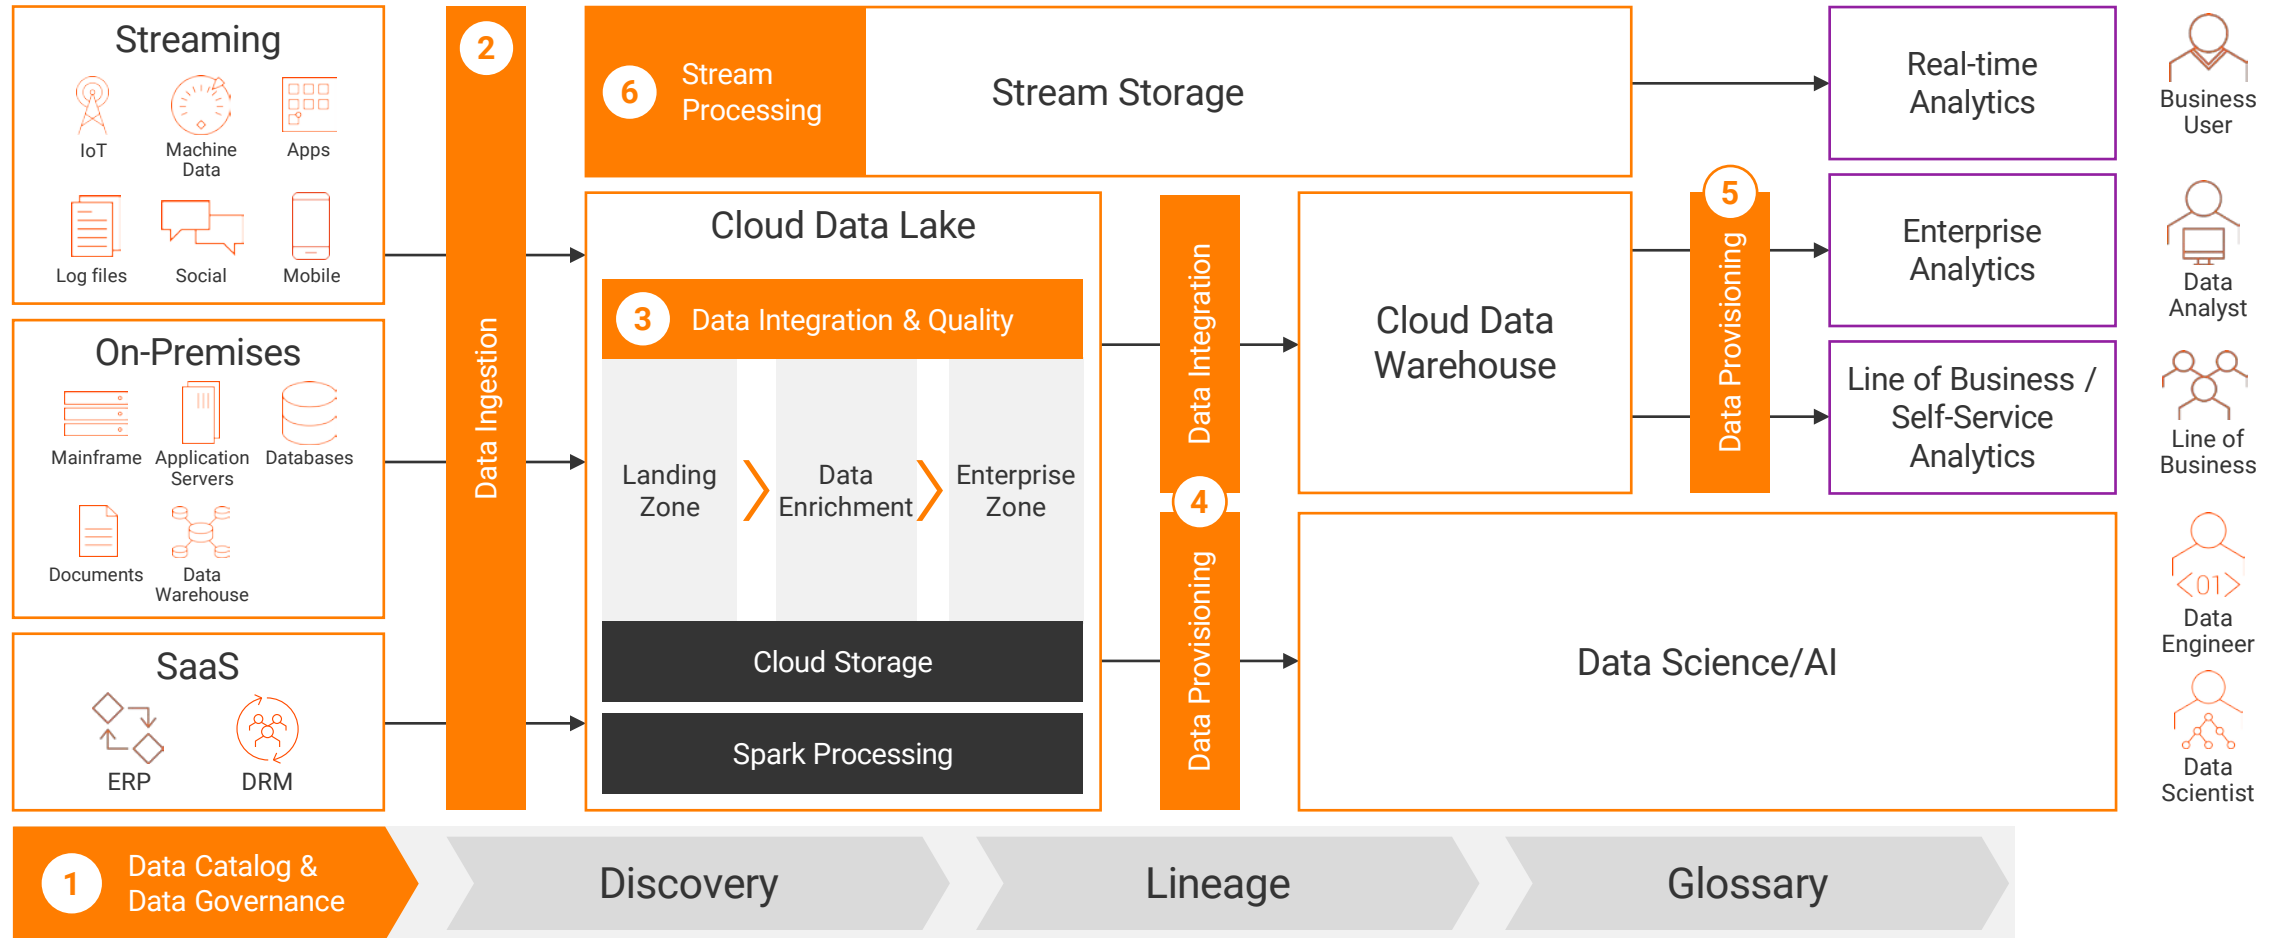 Streaming
IoT
Machine
Data
Apps
Log files
Social
Mobile
On-Premises
Mainframe
Application
Servers
Databases
Documents
Data
Warehouse
SaaS
ERP
DRM
2
Data Ingestion
6
Stream
Processing
Stream Storage
Cloud Data Lake
3
Data Integration & Quality
Landing
Zone
Data
Enrichment
Enterprise
Zone
Cloud Storage
Spark Processing
Data Integration
4
Data Provisioning
Cloud Data
Warehouse
5
Data Provisioning
Data Science/AI
Real-time
Analytics
Enterprise
Analytics
Line of Business /
Self-Service
Analytics
Business
User
Data
Analyst
Line of
Business
<01>
Data
Engineer
Data
Scientist
1
Data Catalog &
Data Governance
Discovery
Lineage
Glossary